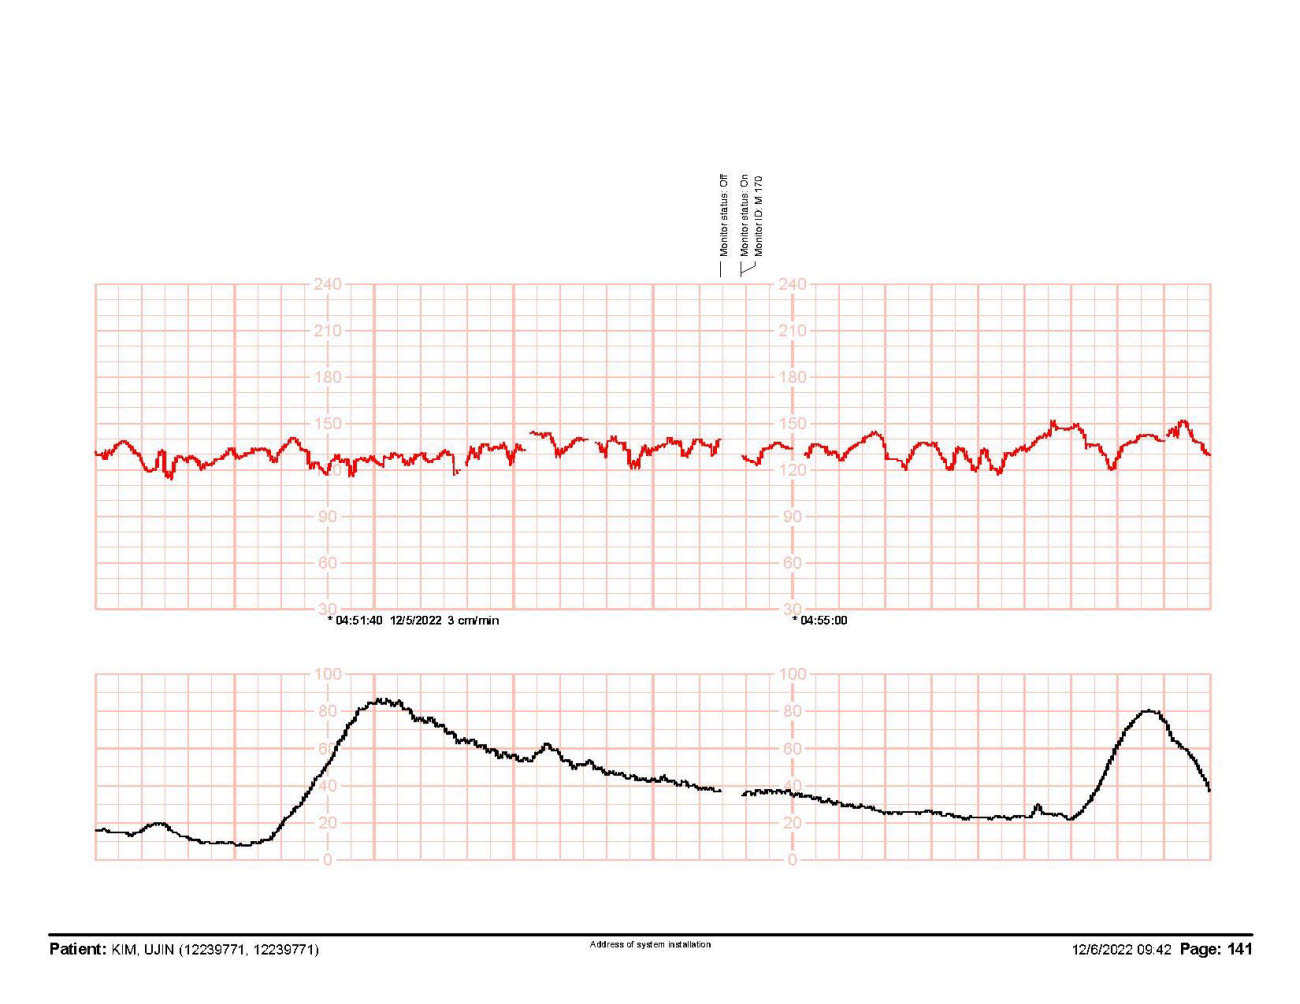 Monitor status: Off
Monitor status: On
Monitor ID: M 170
240 240
210 210
180 180
150 150
120 120
90 90
60 60
30 30
* 04:51:40 12/5/2022 3 cm/min * 04:55:00
100 100
80 80
60 60
40 40
20 20
0 0
Patient: KIM, UJIN (12239771, 12239771) Address of system installation 12/6/2022 09:42 Page: 141